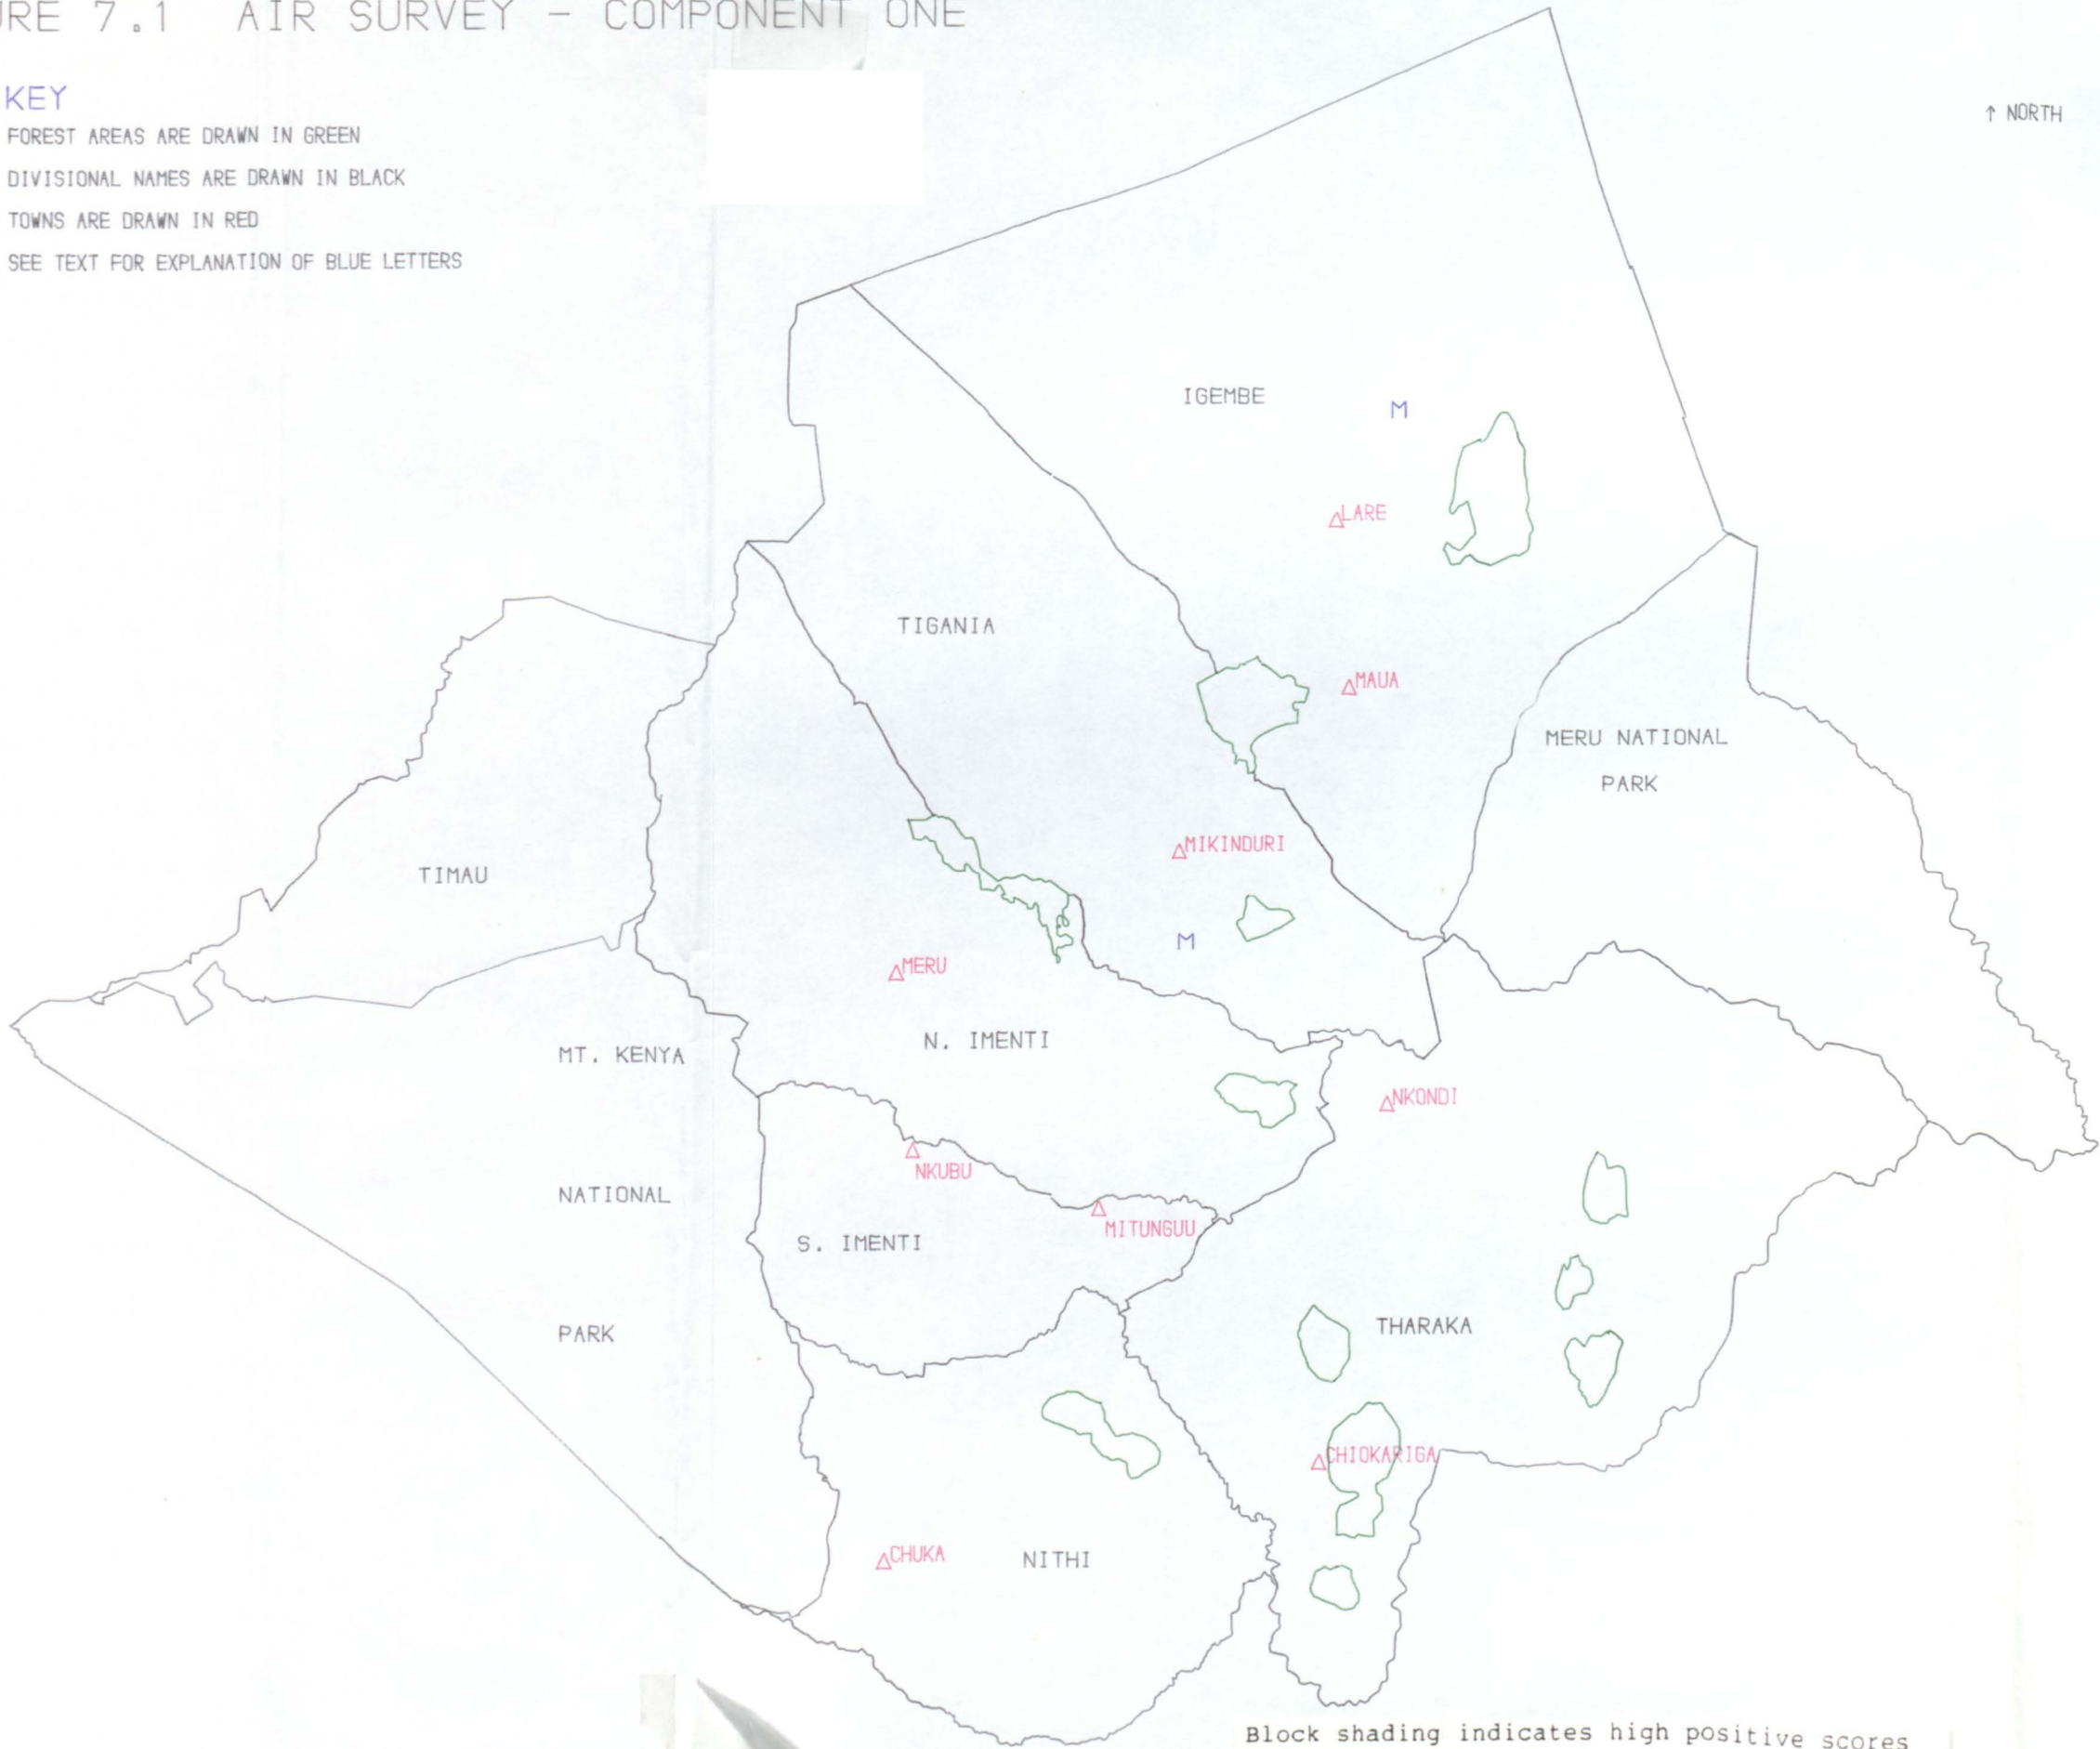 7.1 AIR SURVEY - COMPONENT ONE
KEY
FOREST AREAS ARE DRAWN IN GREEN
DIVISIONAL NAMES ARE DRAWN IN BLACK
TOWNS ARE DRAWN IN RED
SEE TEXT FOR EXPLANATION OF BLUE LETTERS
↑ NORTH
IGEMBE
M
LARE
TIGANIA
MAUA
MERU NATIONAL
PARK
MIKINDURI
TIMAU
M
MERU
N. IMENTI
MT. KENYA
NKONDI
NKUBU
NATIONAL
MITUNGUU
S. IMENTI
THARAKA
PARK
CHIOKARIGA
CHUKA
NITHI
Block shading indicates high positive scores